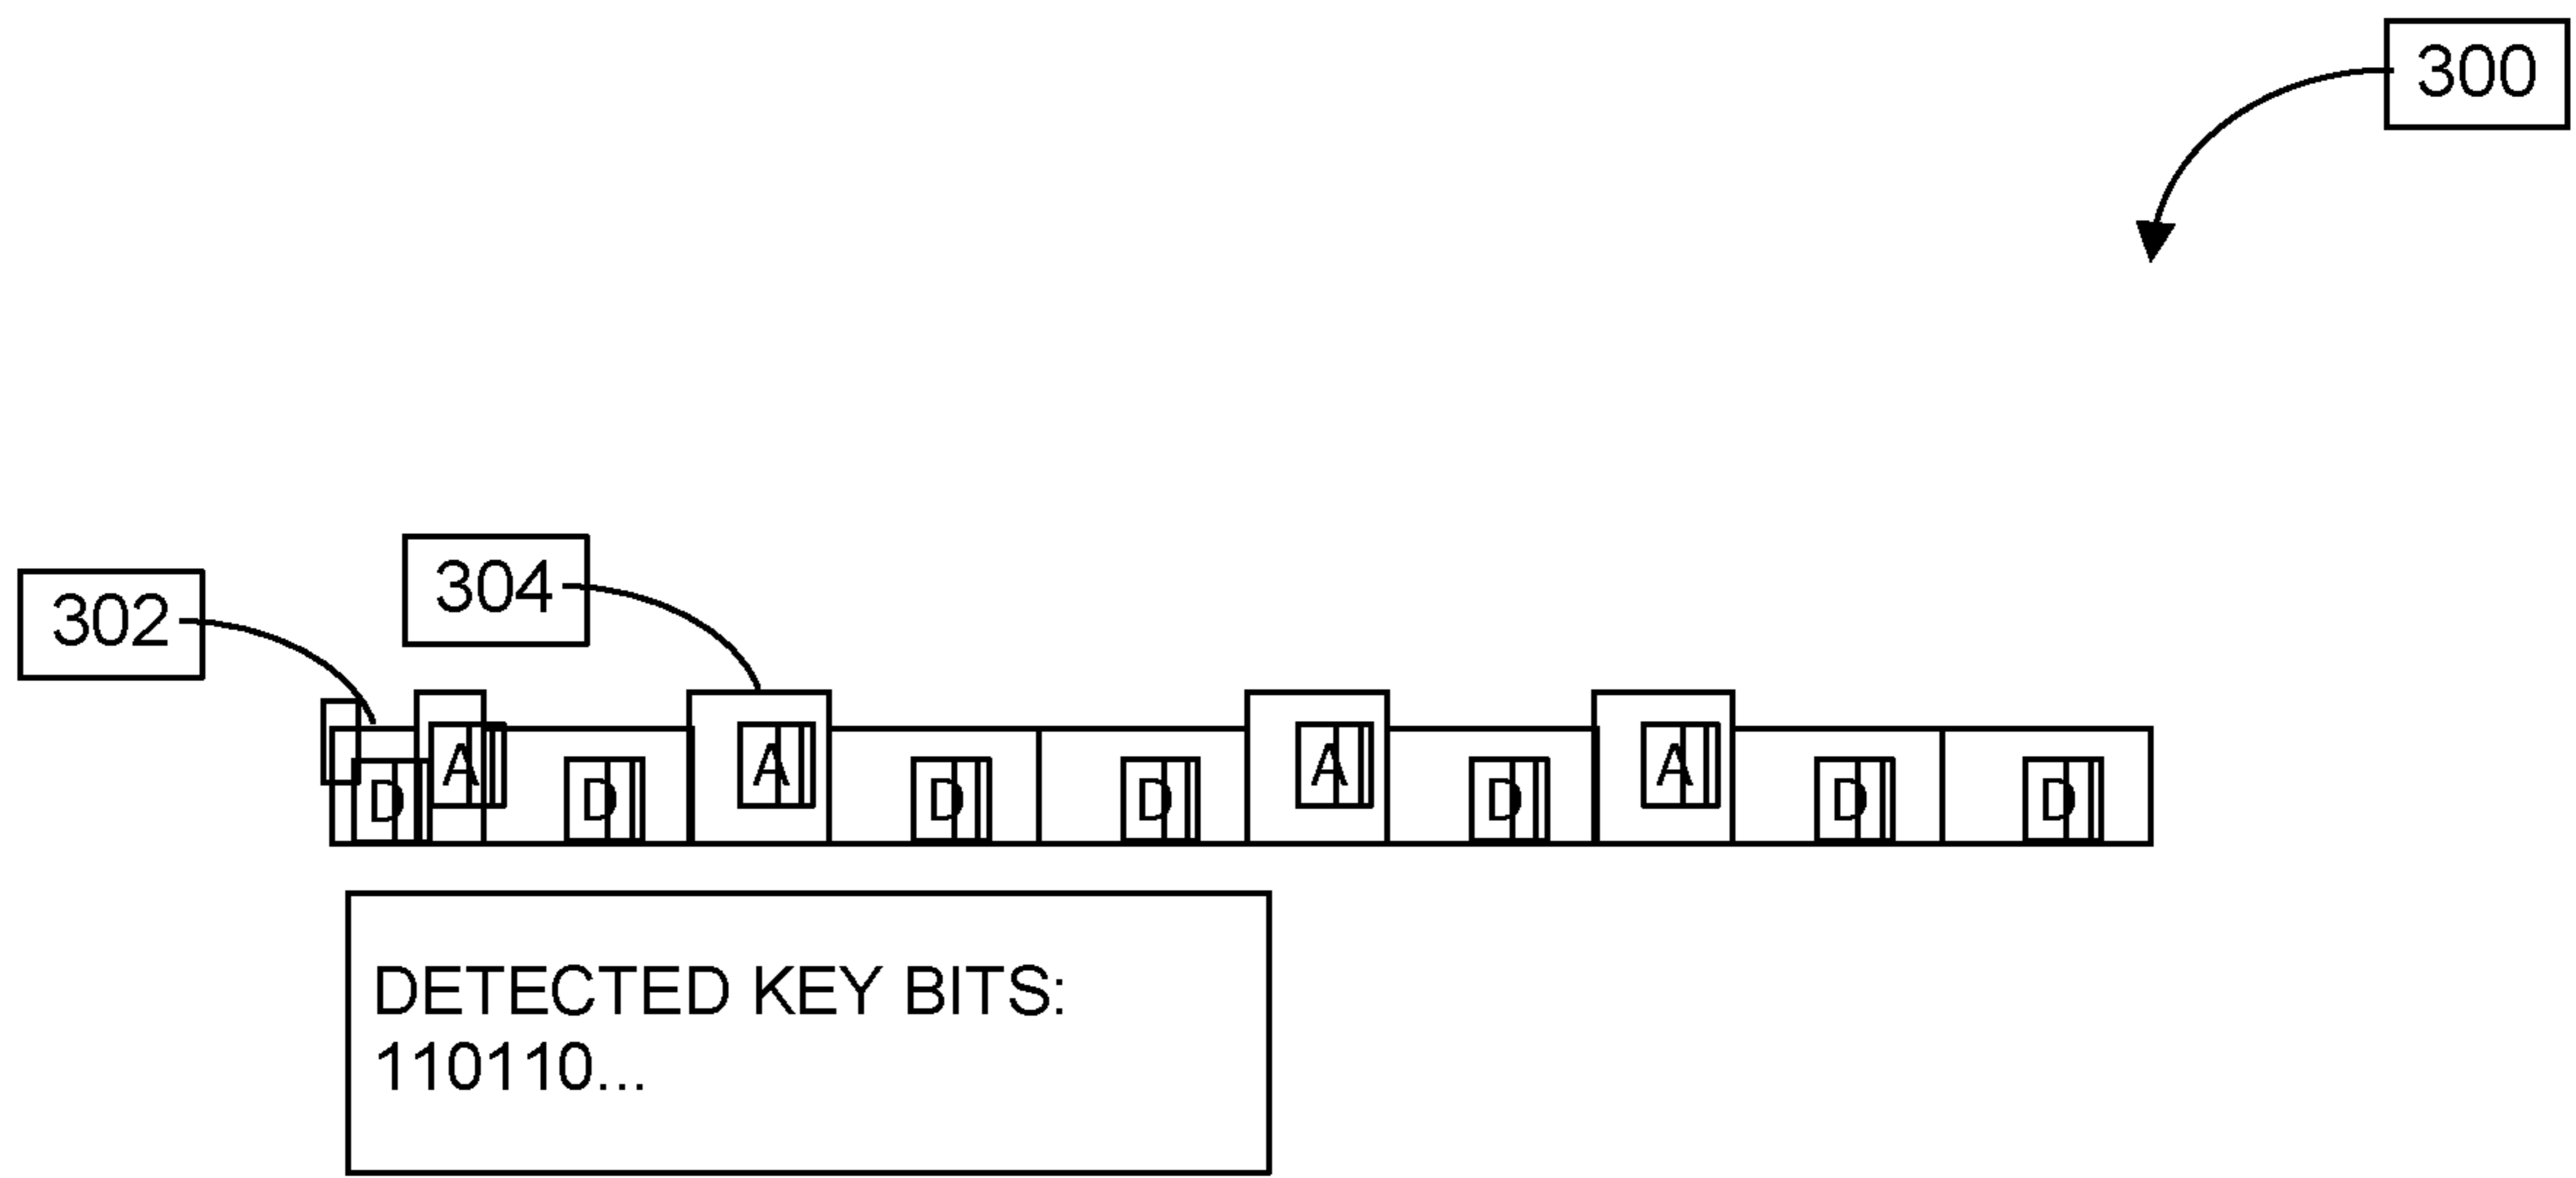 300
304
302
D A D A D D A D A D D
DETECTED KEY BITS:
110110...